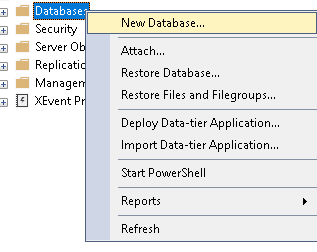 Databases
New Database...
Security
Attach...
Server Ob
Restore Database...
Replicatio
Restore Files and Filegroups...
Managem
XEvent Pr
Deploy Data-tier Application...
Import Data-tier Application...
Start PowerShell
Reports
Refresh